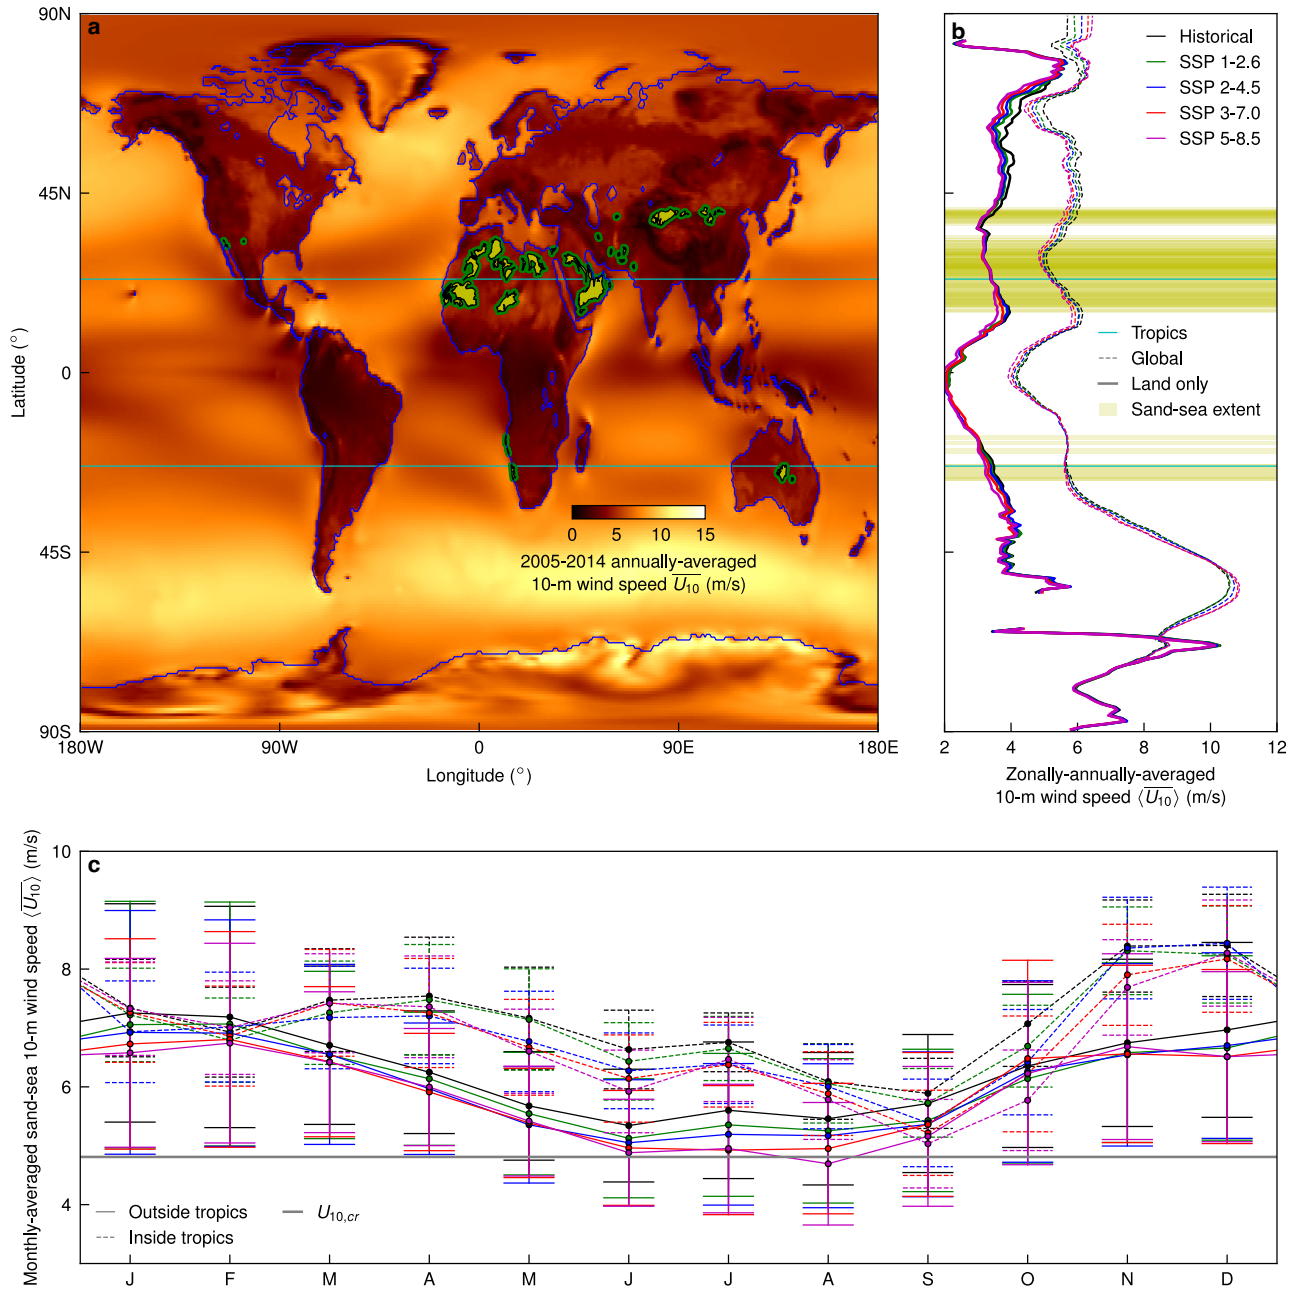 a
90N
45N
0
45S
90S
Latitude (°)
180W
90W
0
90E
180E
Longitude (°)
0 5 10 15
2005-2014 annually-averaged
10-m wind speed U10 (m/s)
b
Historical
SSP 1-2.6
SSP 2-4.5
SSP 3-7.0
SSP 5-8.5
Tropics
Global
Land only
Sand-sea extent
2 4 6 8 10 12
Zonally-annually-averaged
10-m wind speed ⟨U10⟩ (m/s)
c
10
8
6
4
Monthly-averaged sand-sea 10-m wind speed ⟨U10⟩ (m/s)
Outside tropics
Inside tropics
U10,cr
J F M A M J J A S O N D